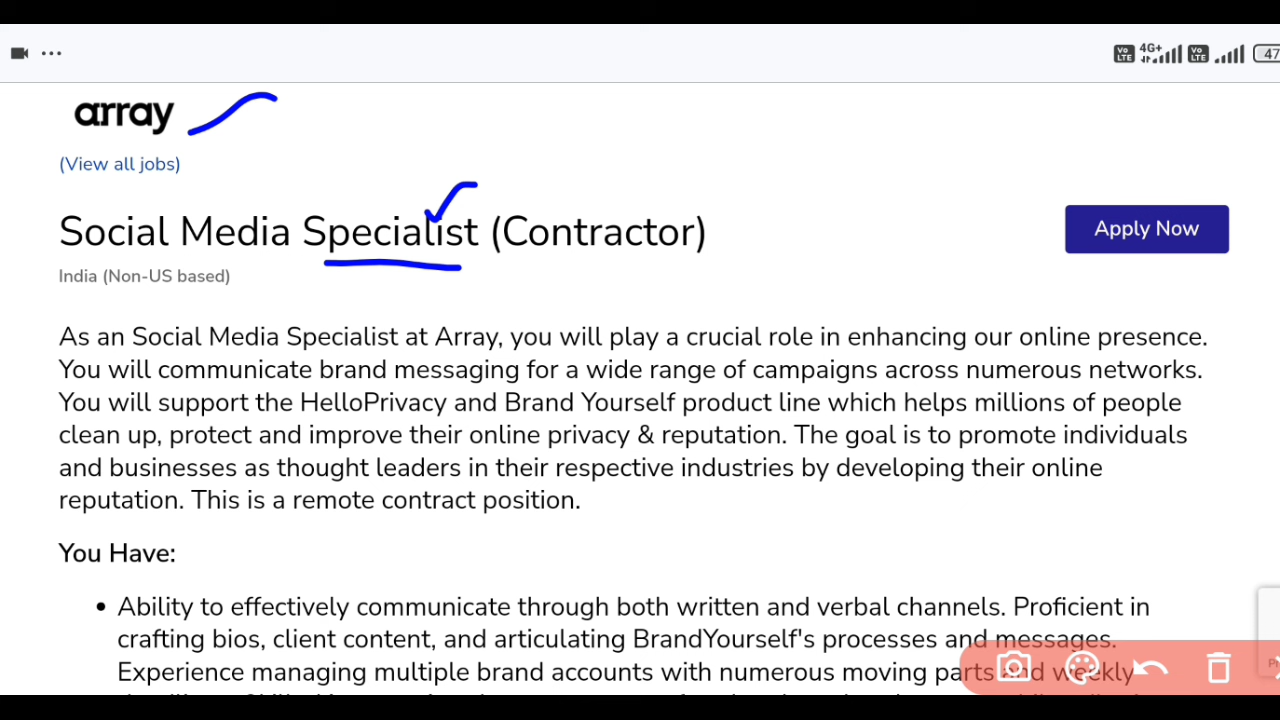 Vo LTE 4G+ Vo LTE 47
array
(View all jobs)
Social Media Specialist (Contractor)
Apply Now
India (Non-US based)
As an Social Media Specialist at Array, you will play a crucial role in enhancing our online presence.
You will communicate brand messaging for a wide range of campaigns across numerous networks.
You will support the HelloPrivacy and Brand Yourself product line which helps millions of people
clean up, protect and improve their online privacy & reputation. The goal is to promote individuals
and businesses as thought leaders in their respective industries by developing their online
reputation. This is a remote contract position.
You Have:
• Ability to effectively communicate through both written and verbal channels. Proficient in
crafting bios, client content, and articulating BrandYourself's processes and messages.
Experience managing multiple brand accounts with numerous moving parts and weekly